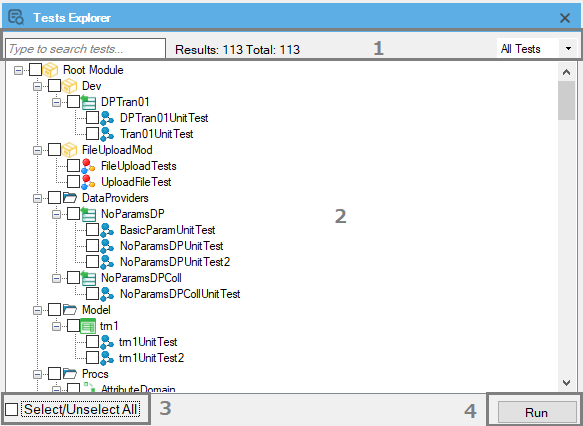 Tests Explorer
Type to search tests... Results: 113 Total: 113 1 All Tests
Root Module
Dev
DPTran01
DPTran01UnitTest
Tran01UnitTest
FileUploadMod
FileUploadTests
UploadFileTest
DataProviders
NoParamsDP
2
BasicParamUnitTest
NoParamsDPUnitTest
NoParamsDPUnitTest2
NoParamsDPColl
NoParamsDPCollUnitTest
Model
trn1
trn1UnitTest
trn1UnitTest2
Procs
AttributeDomain
Select/Unselect All 3 4 Run